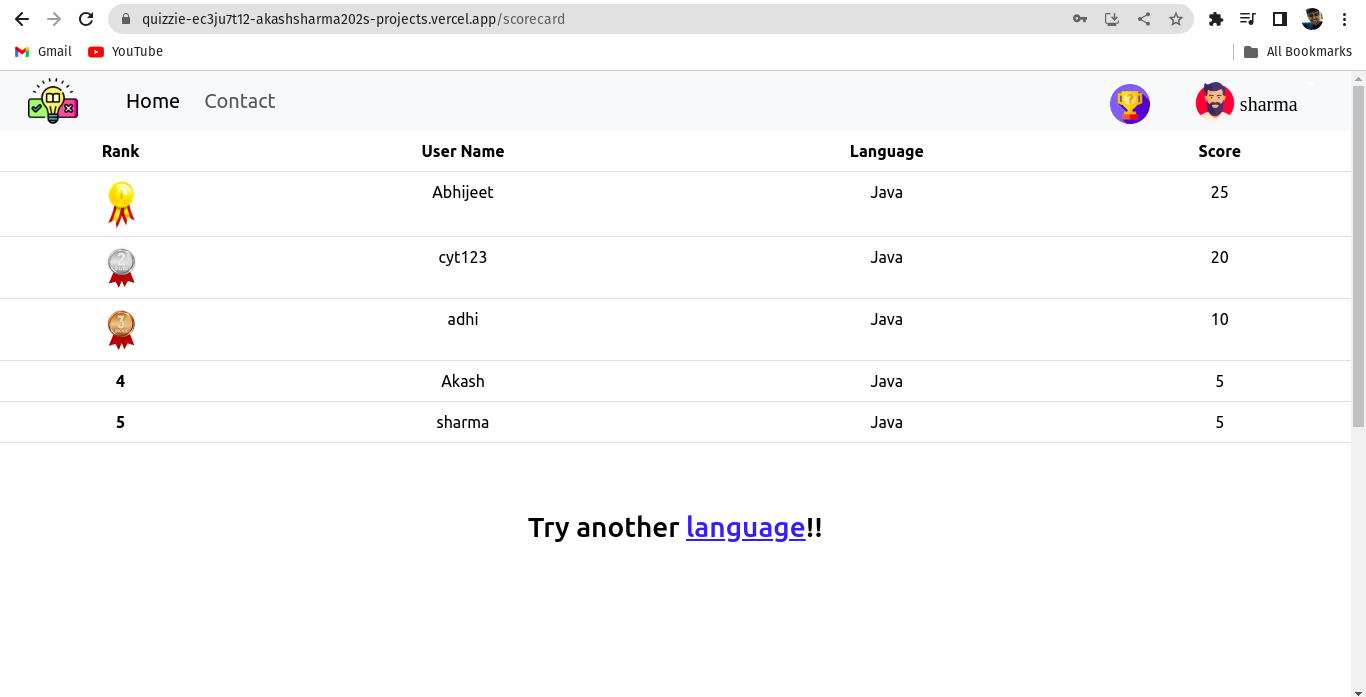 quizzie-ec3ju7t12-akashsharma202s-projects.vercel.app/scorecard
Gmail YouTube All Bookmarks
Home Contact sharma
Rank User Name Language Score
1 Abhijeet Java 25
2 cyt123 Java 20
3 adhi Java 10
4 Akash Java 5
5 sharma Java 5
Try another language!!